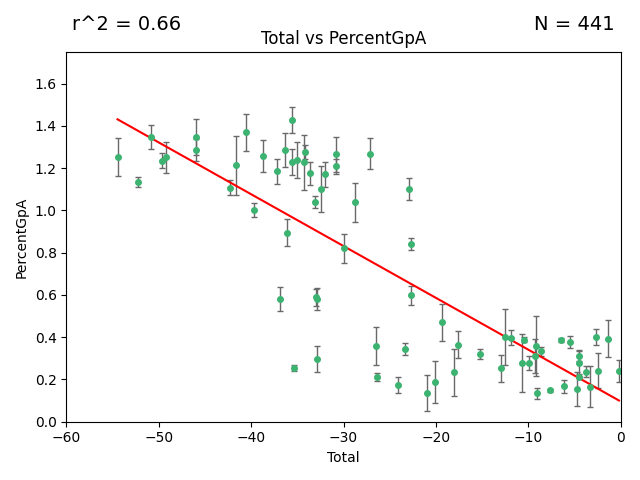 r^2 = 0.66 N = 441
Total vs PercentGpA
1.6
1.4
1.2
1.0
0.8
0.6
0.4
0.2
0.0
PercentGpA
−60 −50 −40 −30 −20 −10 0
Total